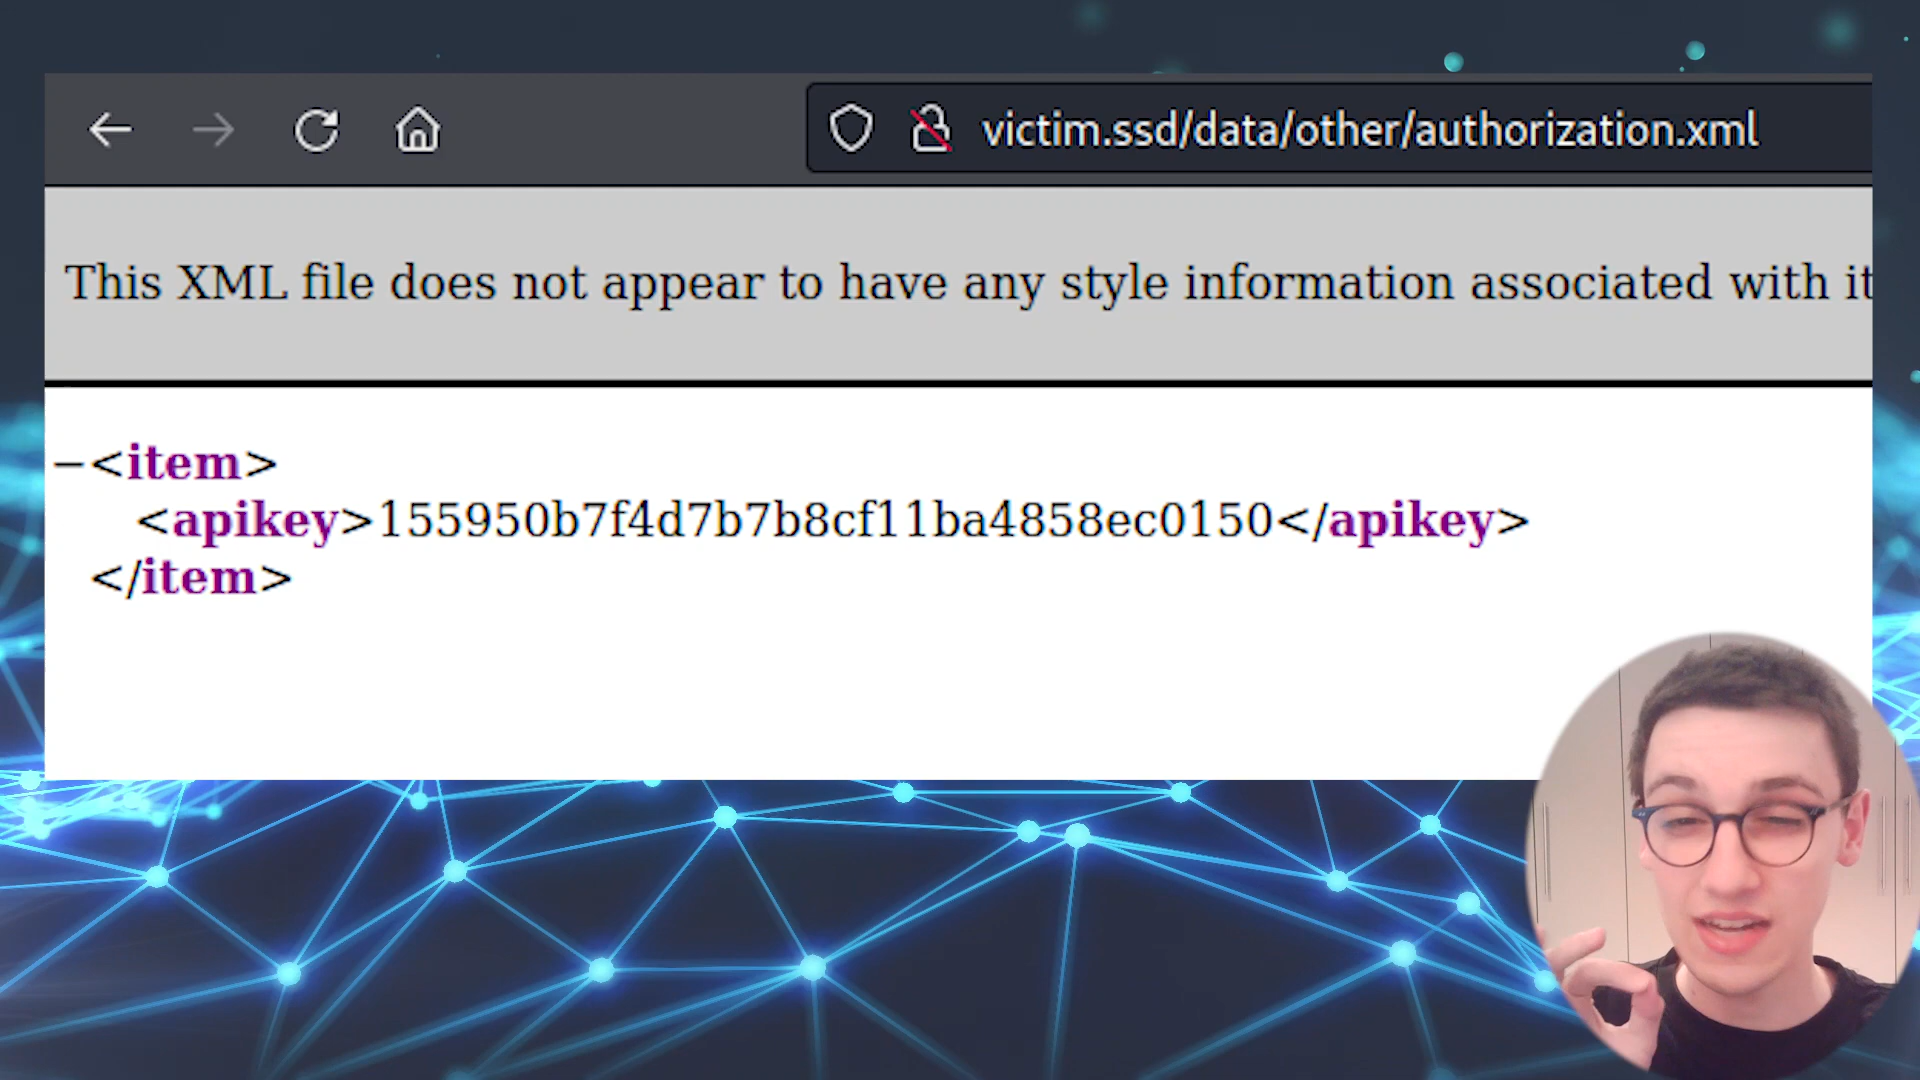 victim.ssd/data/other/authorization.xml
This XML file does not appear to have any style information associated with it
−<item>
<apikey>155950b7f4d7b7b8cf11ba4858ec0150</apikey>
</item>